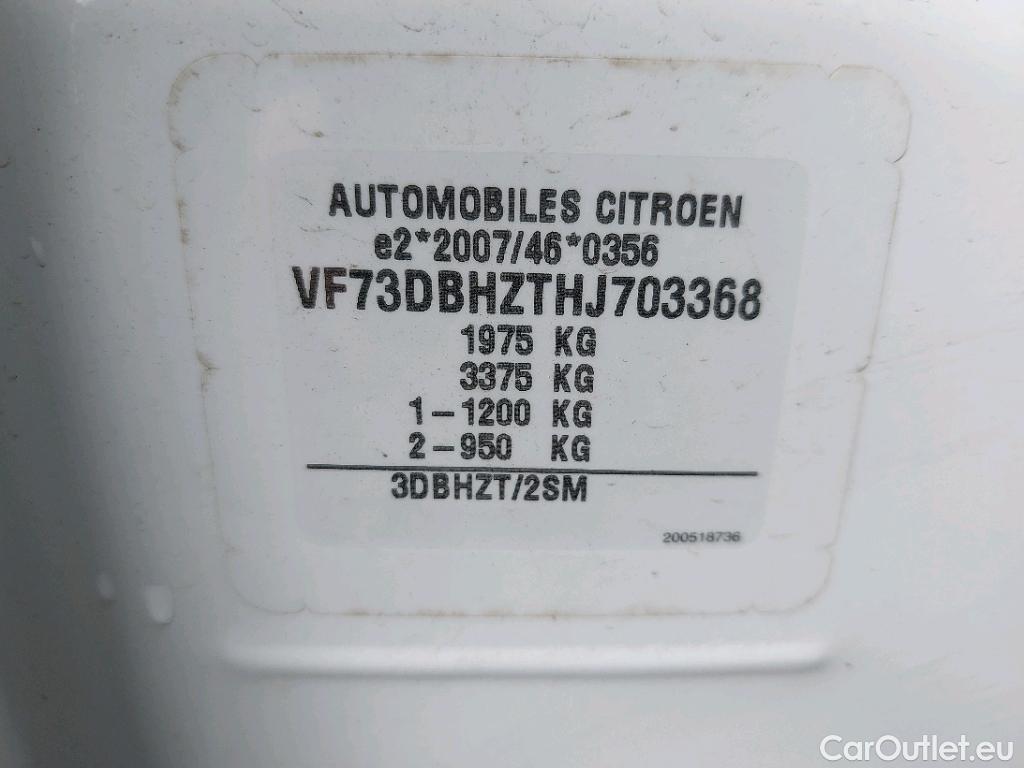 AUTOMOBILES CITROEN
e2*2007/46*0356
VF73DBHZTHJ703368
1975 KG
3375 KG
1-1200 KG
2-950 KG
3DBHZT/2SM
200518736
CarOutlet.eu